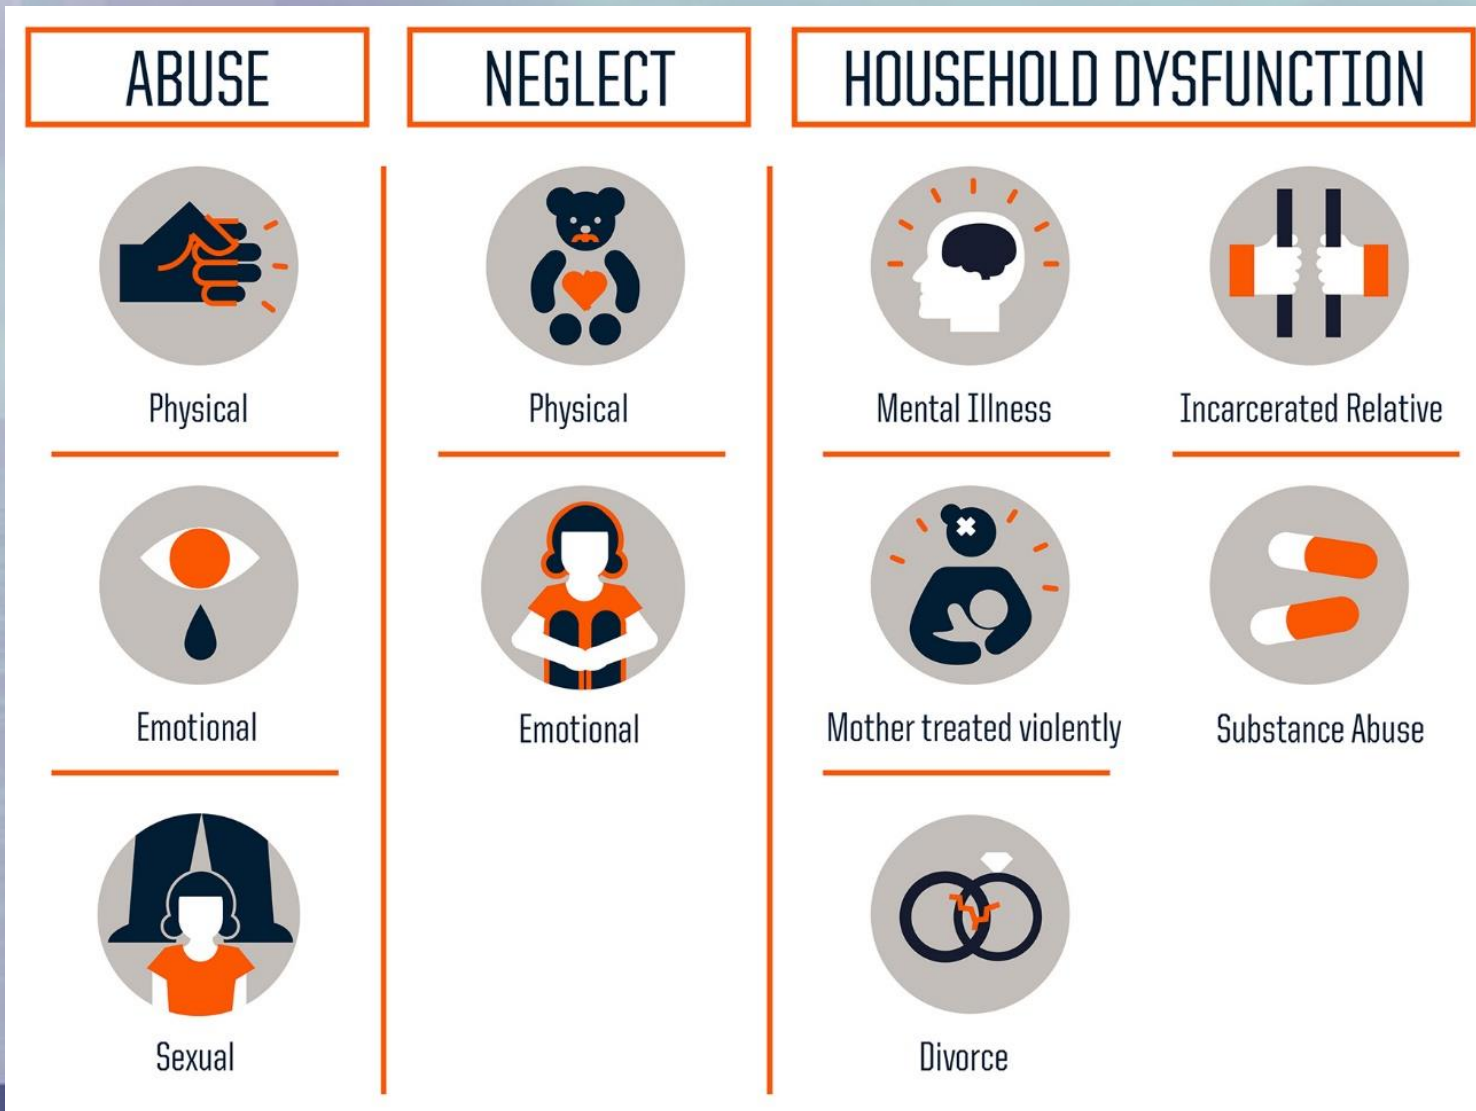 ABUSE
NEGLECT
HOUSEHOLD DYSFUNCTION
Physical
Physical
Mental Illness
Incarcerated Relative
Emotional
Emotional
Mother treated violently
Substance Abuse
Sexual
Divorce